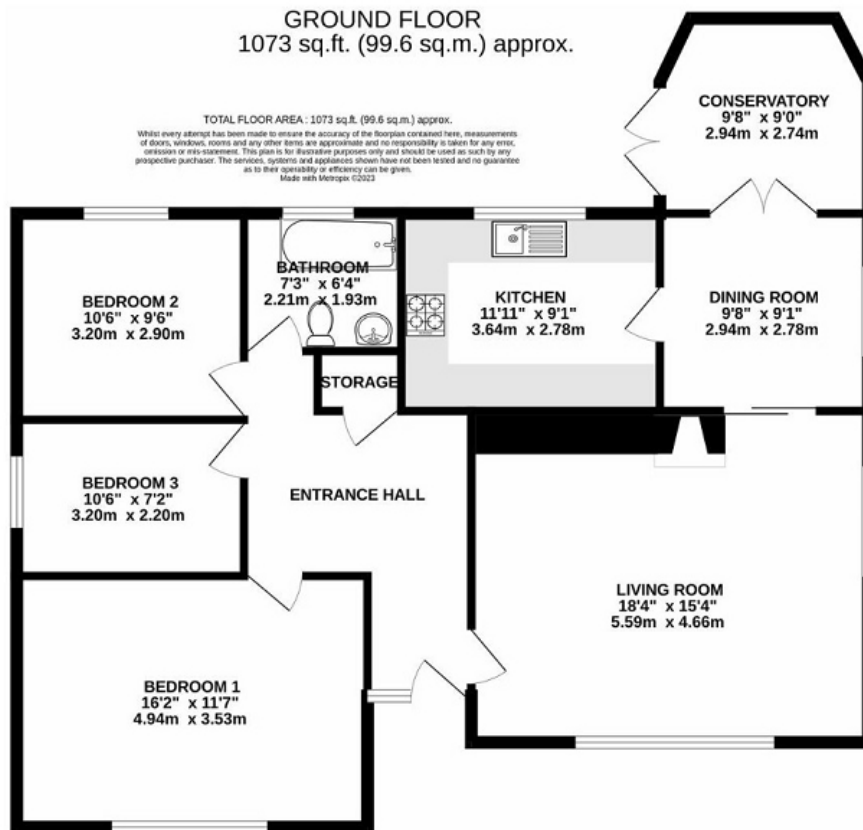 GROUND FLOOR
1073 sq.ft. (99.6 sq.m.) approx.
TOTAL FLOOR AREA : 1073 sq.ft. (99.6 sq.m.) approx.
Whilst every attempt has been made to ensure the accuracy of the floorplan contained here, measurements
of doors, windows, rooms and any other items are approximate and no responsibility is taken for any error,
omission or mis-statement. This plan is for illustrative purposes only and should be used as such by any
prospective purchaser. The services, systems and appliances shown have not been tested and no guarantee
as to their operability or efficiency can be given.
Made with Metropix ©2023
CONSERVATORY
9'8" x 9'0"
2.94m x 2.74m
BEDROOM 2
10'6" x 9'6"
3.20m x 2.90m
BATHROOM
7'3" x 6'4"
2.21m x 1.93m
KITCHEN
11'11" x 9'1"
3.64m x 2.78m
DINING ROOM
9'8" x 9'1"
2.94m x 2.78m
STORAGE
BEDROOM 3
10'6" x 7'2"
3.20m x 2.20m
ENTRANCE HALL
LIVING ROOM
18'4" x 15'4"
5.59m x 4.66m
BEDROOM 1
16'2" x 11'7"
4.94m x 3.53m